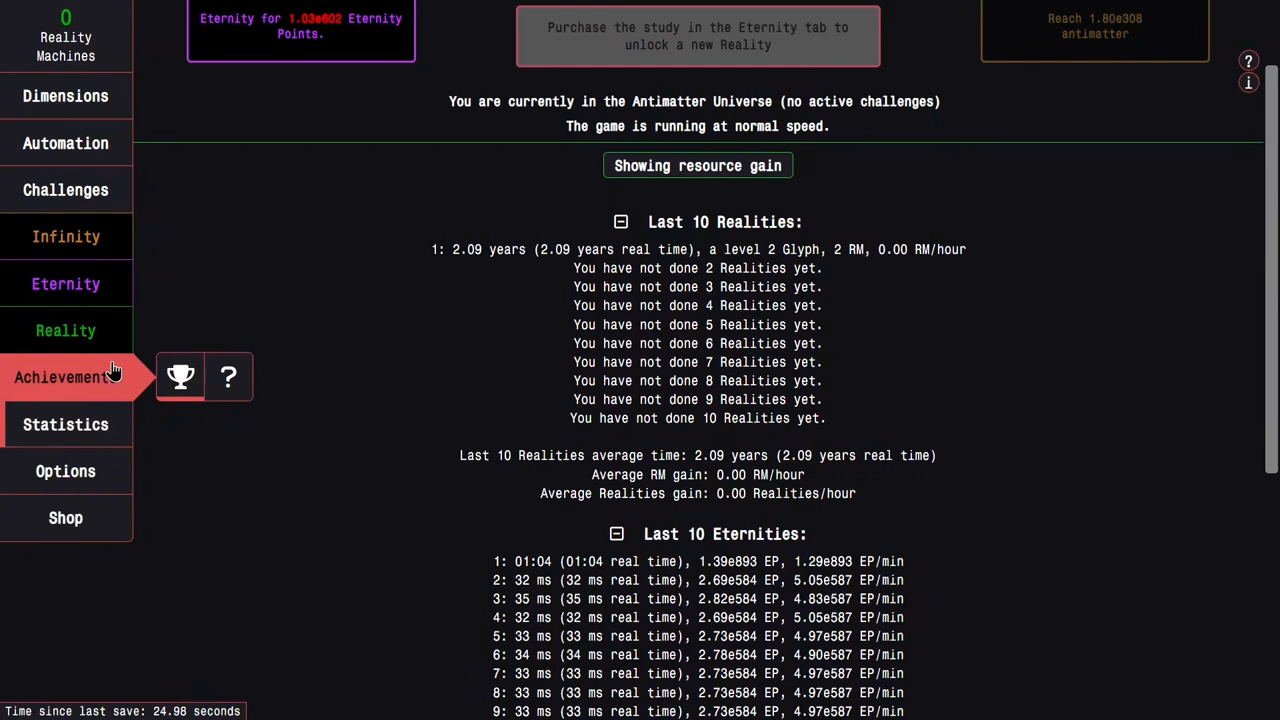 0
Reality
Machines
Eternity for 1.03e602 Eternity
Points.
Purchase the study in the Eternity tab to
unlock a new Reality
Reach 1.80e308
antimatter
?
i
You are currently in the Antimatter Universe (no active challenges)
The game is running at normal speed.
Showing resource gain
Dimensions
Automation
Challenges
Infinity
Eternity
Reality
Achievements
?
Statistics
Options
Shop
Last 10 Realities:
1: 2.09 years (2.09 years real time), a level 2 Glyph, 2 RM, 0.00 RM/hour
You have not done 2 Realities yet.
You have not done 3 Realities yet.
You have not done 4 Realities yet.
You have not done 5 Realities yet.
You have not done 6 Realities yet.
You have not done 7 Realities yet.
You have not done 8 Realities yet.
You have not done 9 Realities yet.
You have not done 10 Realities yet.
Last 10 Realities average time: 2.09 years (2.09 years real time)
Average RM gain: 0.00 RM/hour
Average Realities gain: 0.00 Realities/hour
Last 10 Eternities:
1: 01:04 (01:04 real time), 1.39e893 EP, 1.29e893 EP/min
2: 32 ms (32 ms real time), 2.69e584 EP, 5.05e587 EP/min
3: 35 ms (35 ms real time), 2.82e584 EP, 4.83e587 EP/min
4: 32 ms (32 ms real time), 2.69e584 EP, 5.05e587 EP/min
5: 33 ms (33 ms real time), 2.73e584 EP, 4.97e587 EP/min
6: 34 ms (34 ms real time), 2.78e584 EP, 4.90e587 EP/min
7: 33 ms (33 ms real time), 2.73e584 EP, 4.97e587 EP/min
8: 33 ms (33 ms real time), 2.73e584 EP, 4.97e587 EP/min
9: 33 ms (33 ms real time), 2.73e584 EP, 4.97e587 EP/min
Time since last save: 24.98 seconds